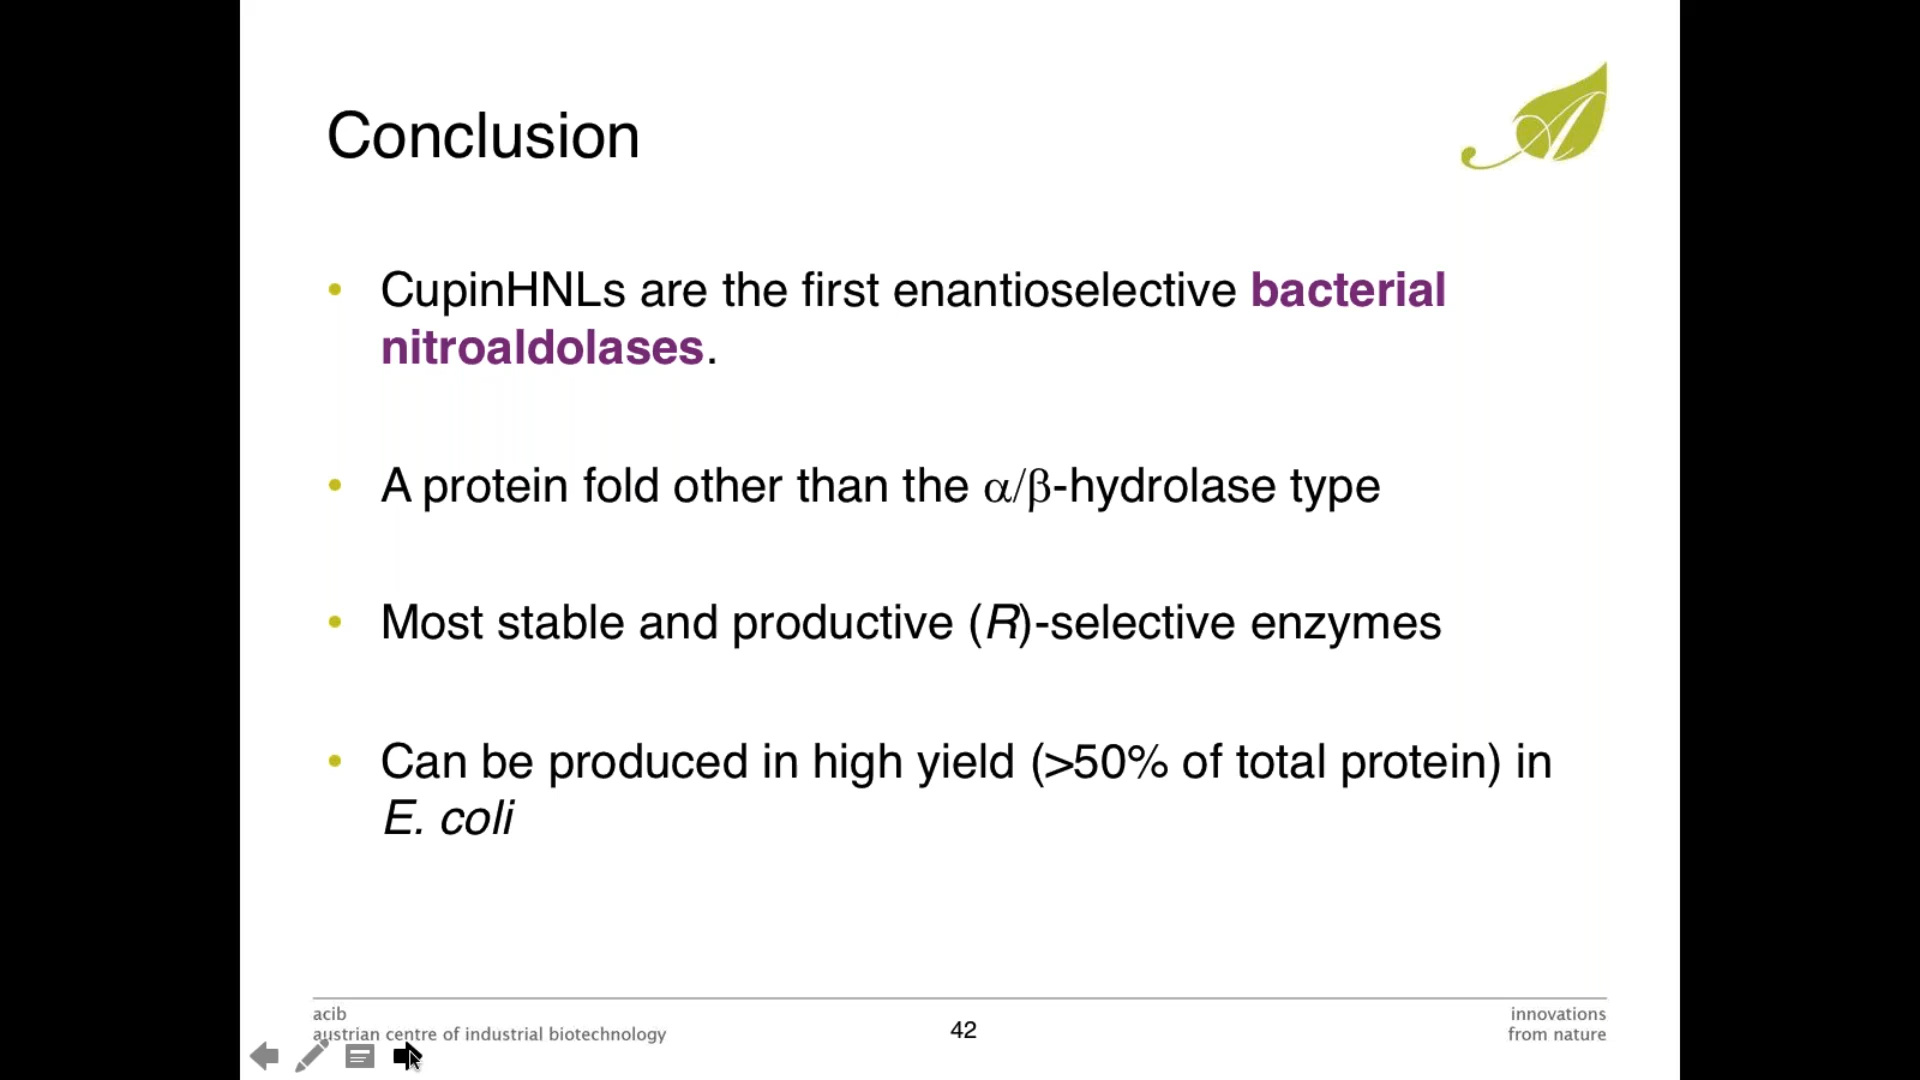 Conclusion
• CupinHNLs are the first enantioselective bacterial
nitroaldolases.
• A protein fold other than the α/β-hydrolase type
• Most stable and productive (R)-selective enzymes
• Can be produced in high yield (>50% of total protein) in
E. coli
acib
austrian centre of industrial biotechnology
42
innovations
from nature